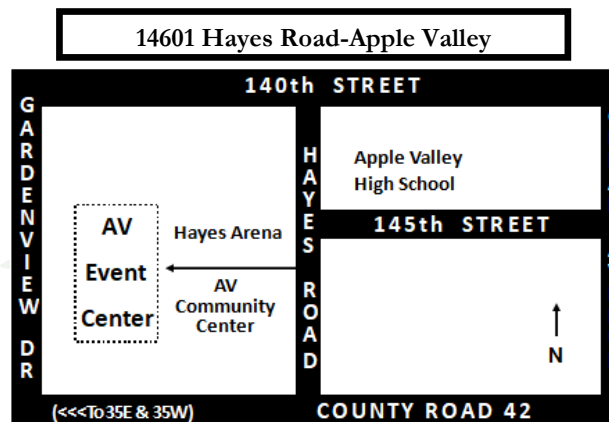 14601 Hayes Road-Apple Valley
140th STREET
GARDENVIEW DR
HAYES ROAD
Apple Valley
High School
145th STREET
AV
Event
Center
Hayes Arena
AV
Community
Center
N
(<<<To 35E & 35W)
COUNTY ROAD 42